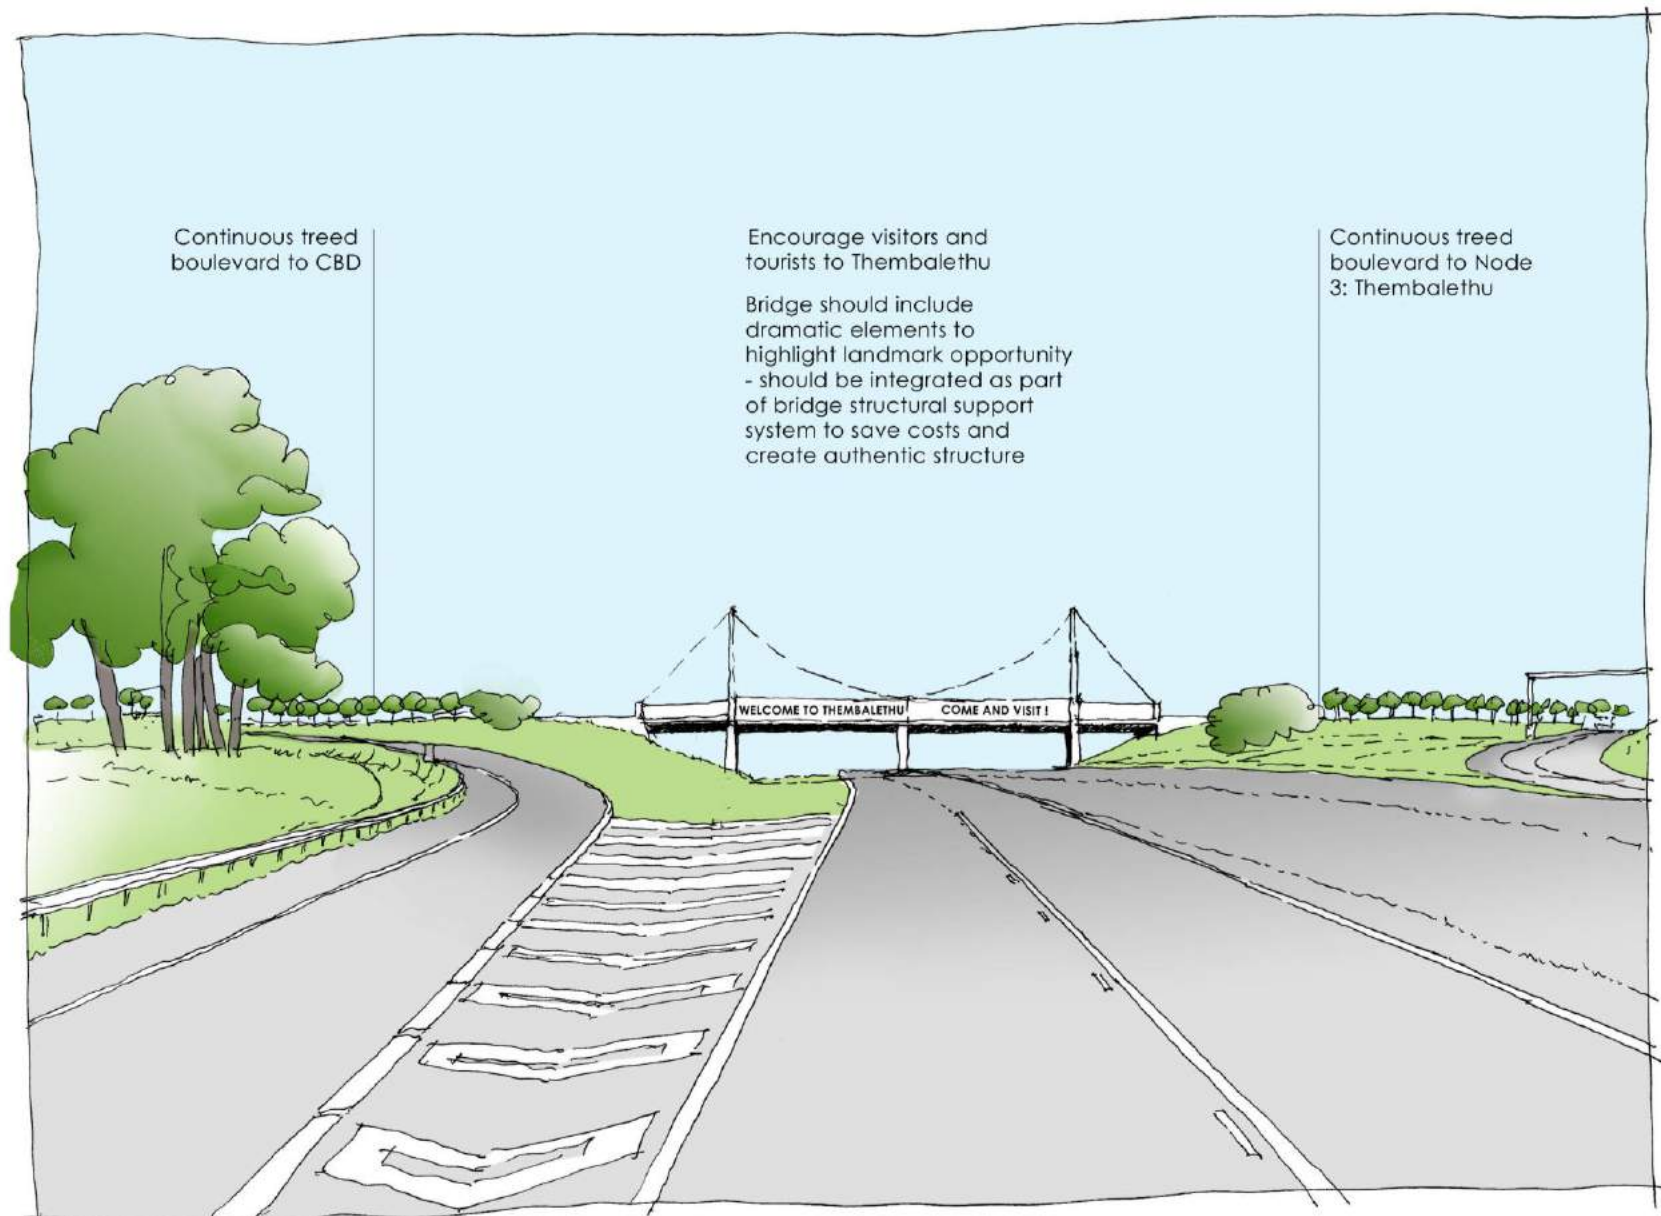 Continuous treed
boulevard to CBD
Encourage visitors and
tourists to Thembalethu
Bridge should include
dramatic elements to
highlight landmark opportunity
- should be integrated as part
of bridge structural support
system to save costs and
create authentic structure
Continuous treed
boulevard to Node
3: Thembalethu
WELCOME TO THEMBALETHU COME AND VISIT !